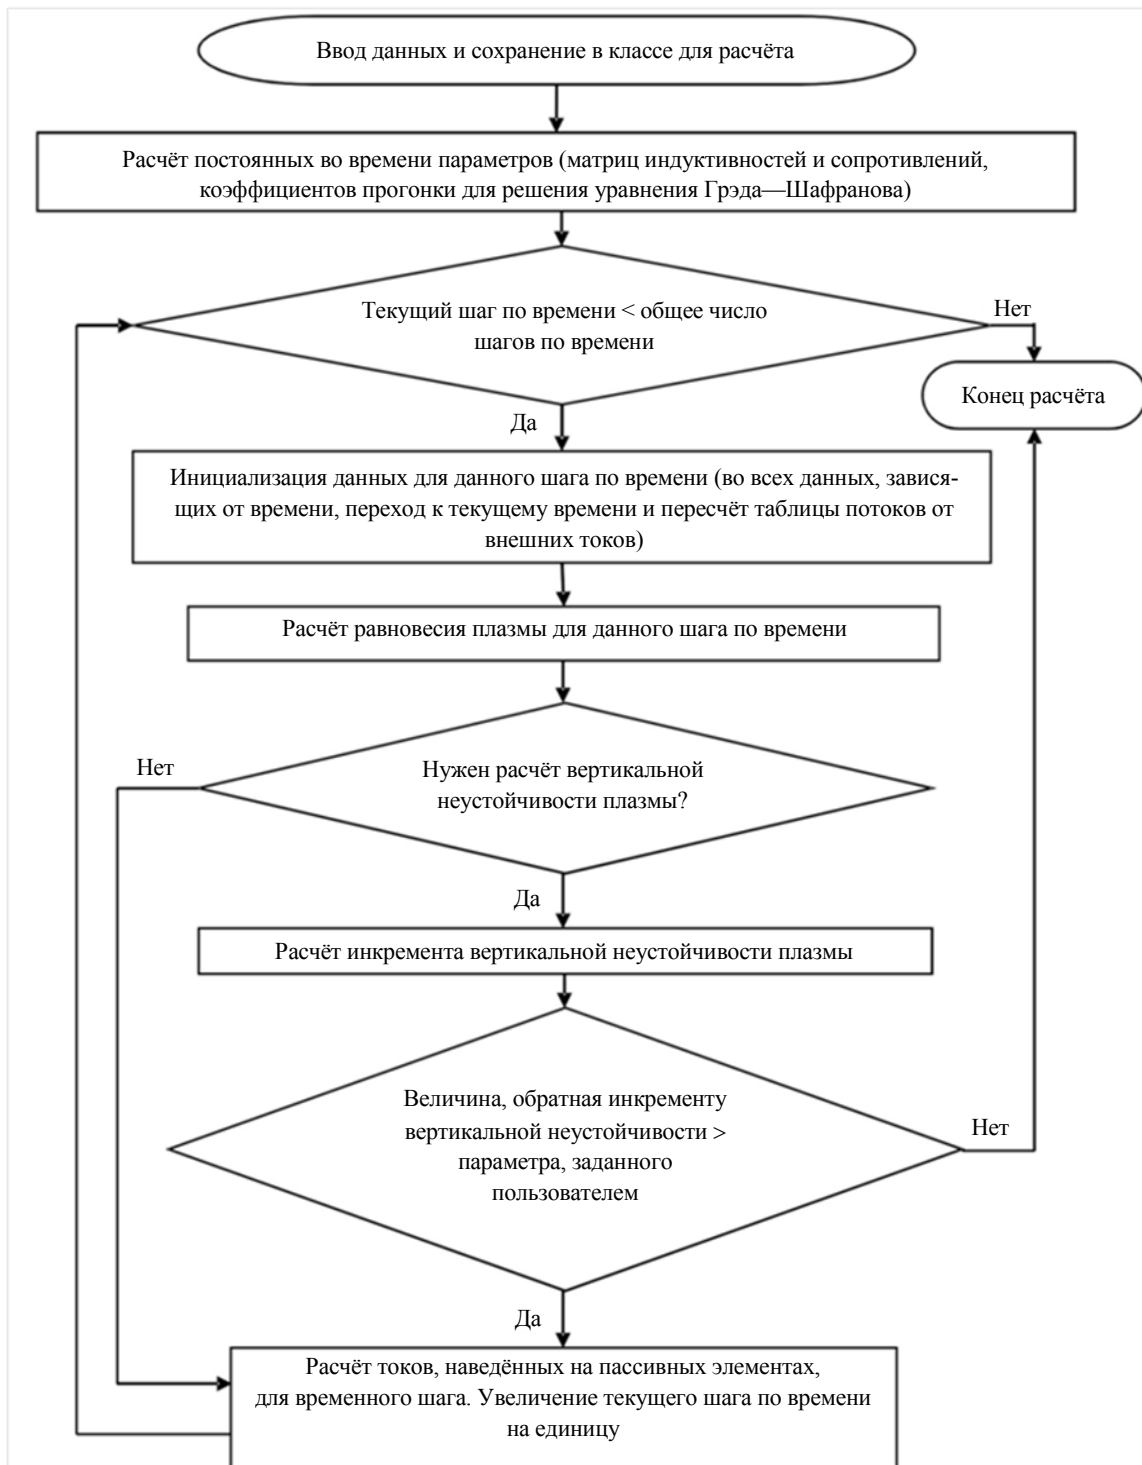 Ввод данных и сохранение в классе для расчёта
Расчёт постоянных во времени параметров (матриц индуктивностей и сопротивлений,
коэффициентов прогонки для решения уравнения Грэда—Шафранова)
Текущий шаг по времени < общее число
шагов по времени
Нет
Конец расчёта
Да
Инициализация данных для данного шага по времени (во всех данных, завися-
щих от времени, переход к текущему времени и пересчёт таблицы потоков от
внешних токов)
Расчёт равновесия плазмы для данного шага по времени
Нет
Нужен расчёт вертикальной
неустойчивости плазмы?
Да
Расчёт инкремента вертикальной неустойчивости плазмы
Величина, обратная инкременту
вертикальной неустойчивости >
параметра, заданного
пользователем
Нет
Да
Расчёт токов, наведённых на пассивных элементах,
для временного шага. Увеличение текущего шага по времени
на единицу